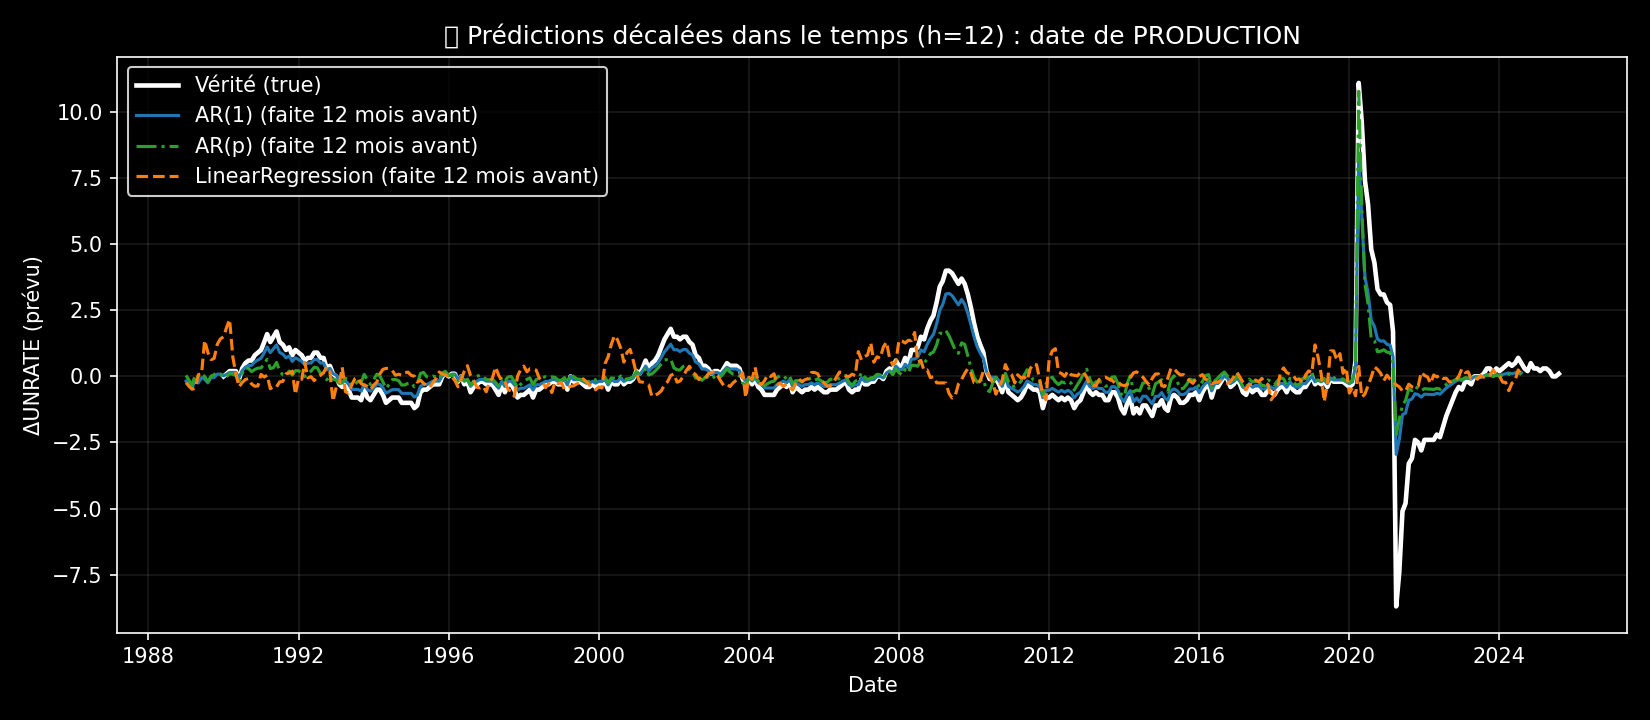 Prédictions décalées dans le temps (h=12) : date de PRODUCTION
Vérité (true)
AR(1) (faite 12 mois avant)
AR(p) (faite 12 mois avant)
LinearRegression (faite 12 mois avant)
ΔUNRATE (prévu)
10.0
7.5
5.0
2.5
0.0
−2.5
−5.0
−7.5
1988 1992 1996 2000 2004 2008 2012 2016 2020 2024
Date